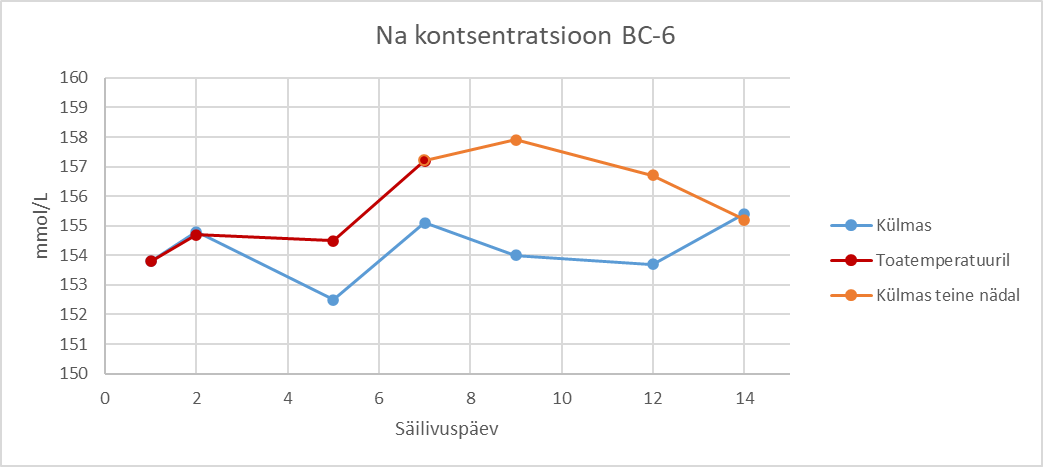 Na kontsentratsioon BC-6
160
159
158
157
156
155
154
153
152
151
150
mmol/L
0 2 4 6 8 10 12 14
Säilivuspäev
Külmas
Toatemperatuuril
Külmas teine nädal